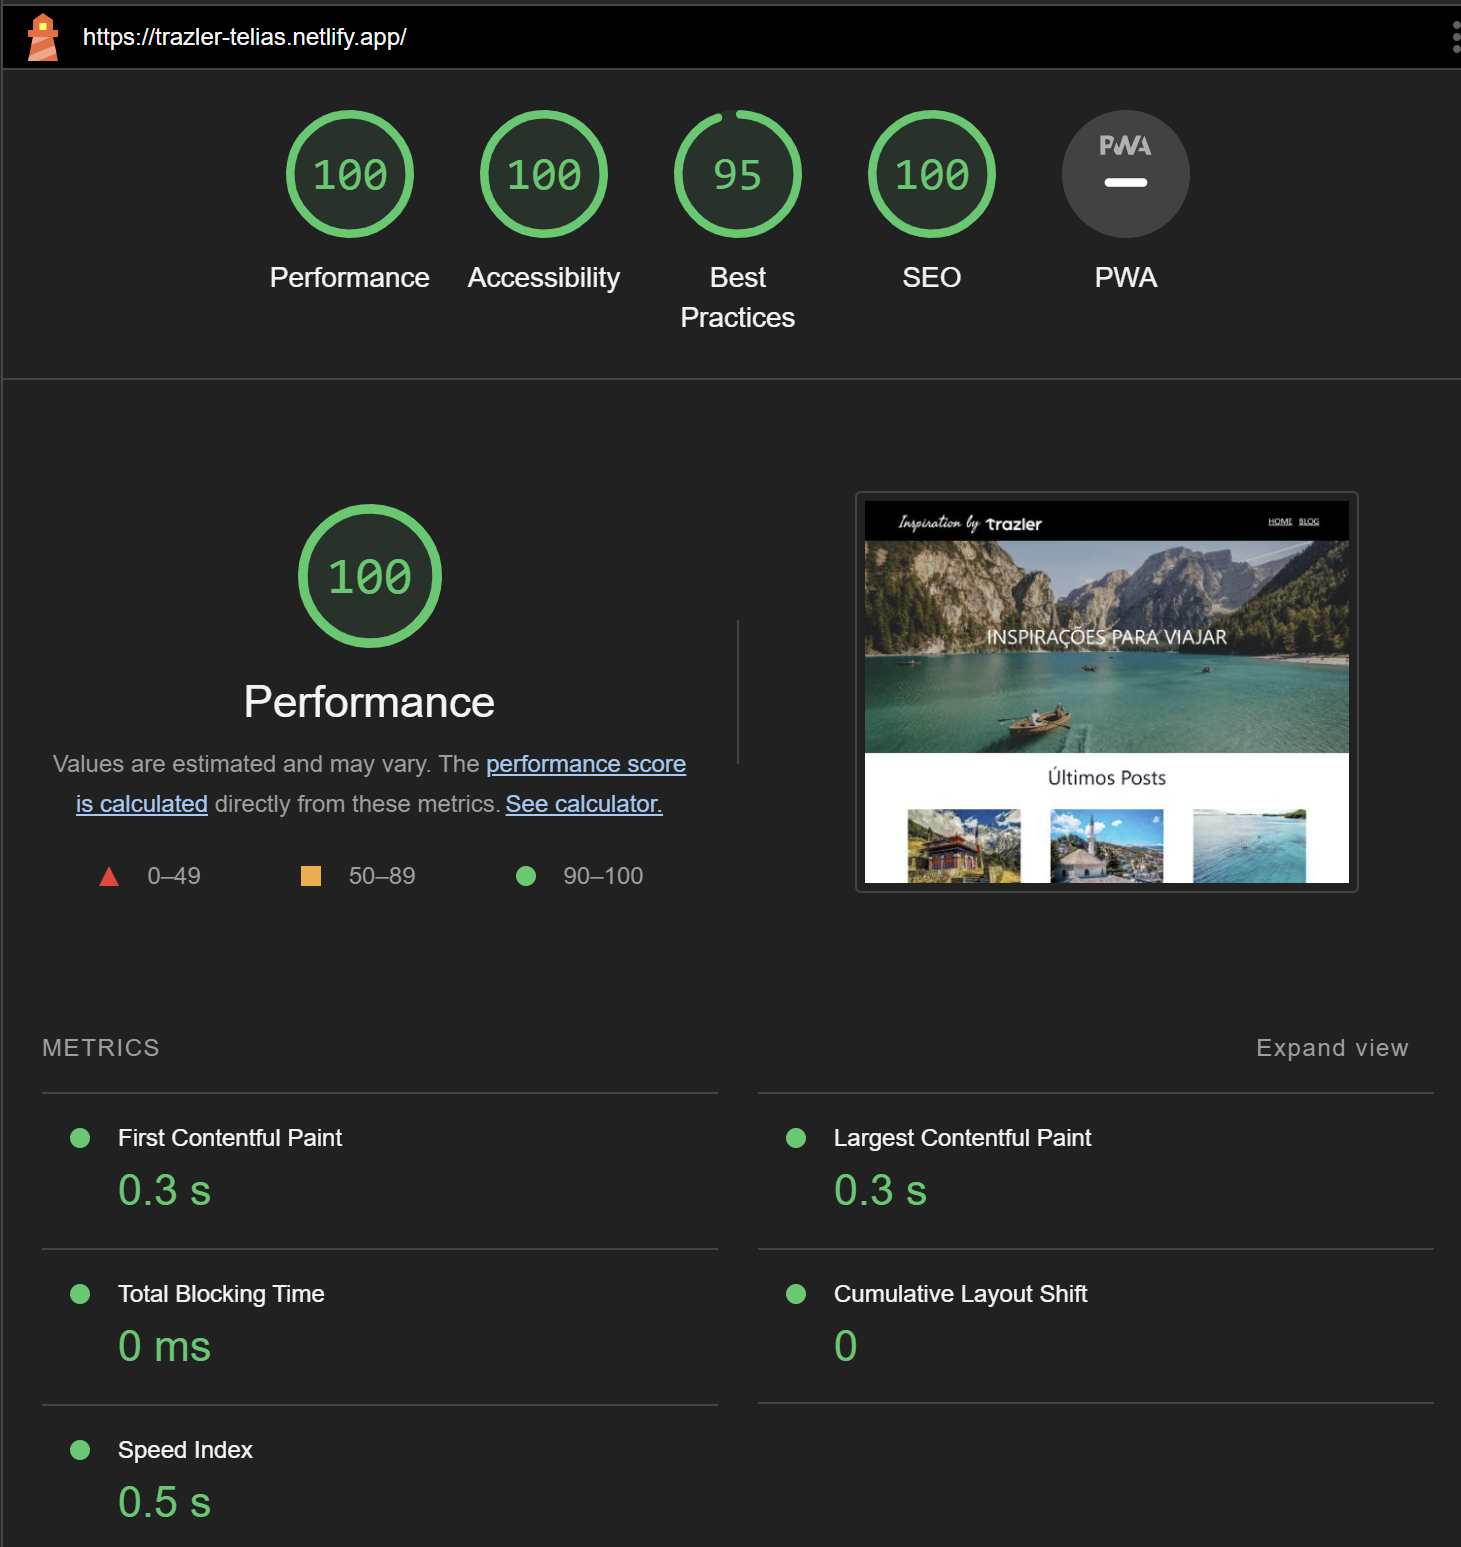 https://trazler-telias.netlify.app/
100
100
95
100
PWA
Performance
Accessibility
Best
Practices
SEO
PWA
100
Performance
Values are estimated and may vary. The performance score
is calculated directly from these metrics. See calculator.
0–49
50–89
90–100
Inspiration by trazler
HOME BLOG
INSPIRAÇÕES PARA VIAJAR
Últimos Posts
METRICS
Expand view
First Contentful Paint
0.3 s
Largest Contentful Paint
0.3 s
Total Blocking Time
0 ms
Cumulative Layout Shift
0
Speed Index
0.5 s